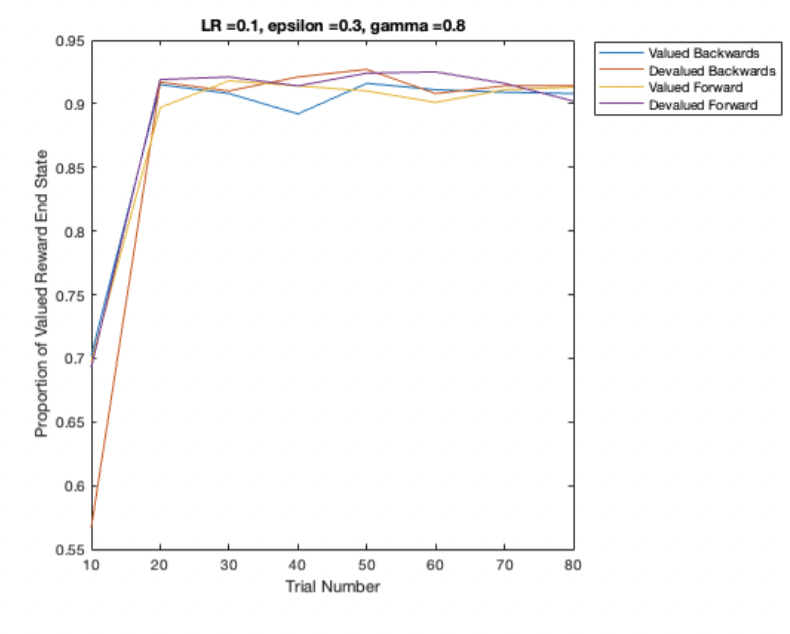 LR =0.1, epsilon =0.3, gamma =0.8
Valued Backwards
Devalued Backwards
Valued Forward
Devalued Forward
Proportion of Valued Reward End State
0.95
0.9
0.85
0.8
0.75
0.7
0.65
0.6
0.55
10 20 30 40 50 60 70 80
Trial Number